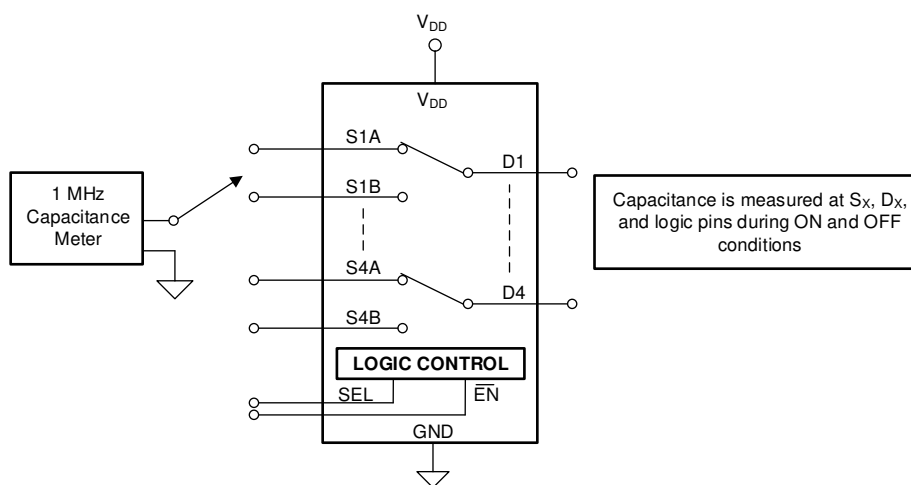 V_DD
V_DD
S1A
D1
1 MHz
Capacitance
Meter
S1B
Capacitance is measured at S_X, D_X,
and logic pins during ON and OFF
conditions
S4A
D4
S4B
LOGIC CONTROL
SEL
E̅N̅
GND